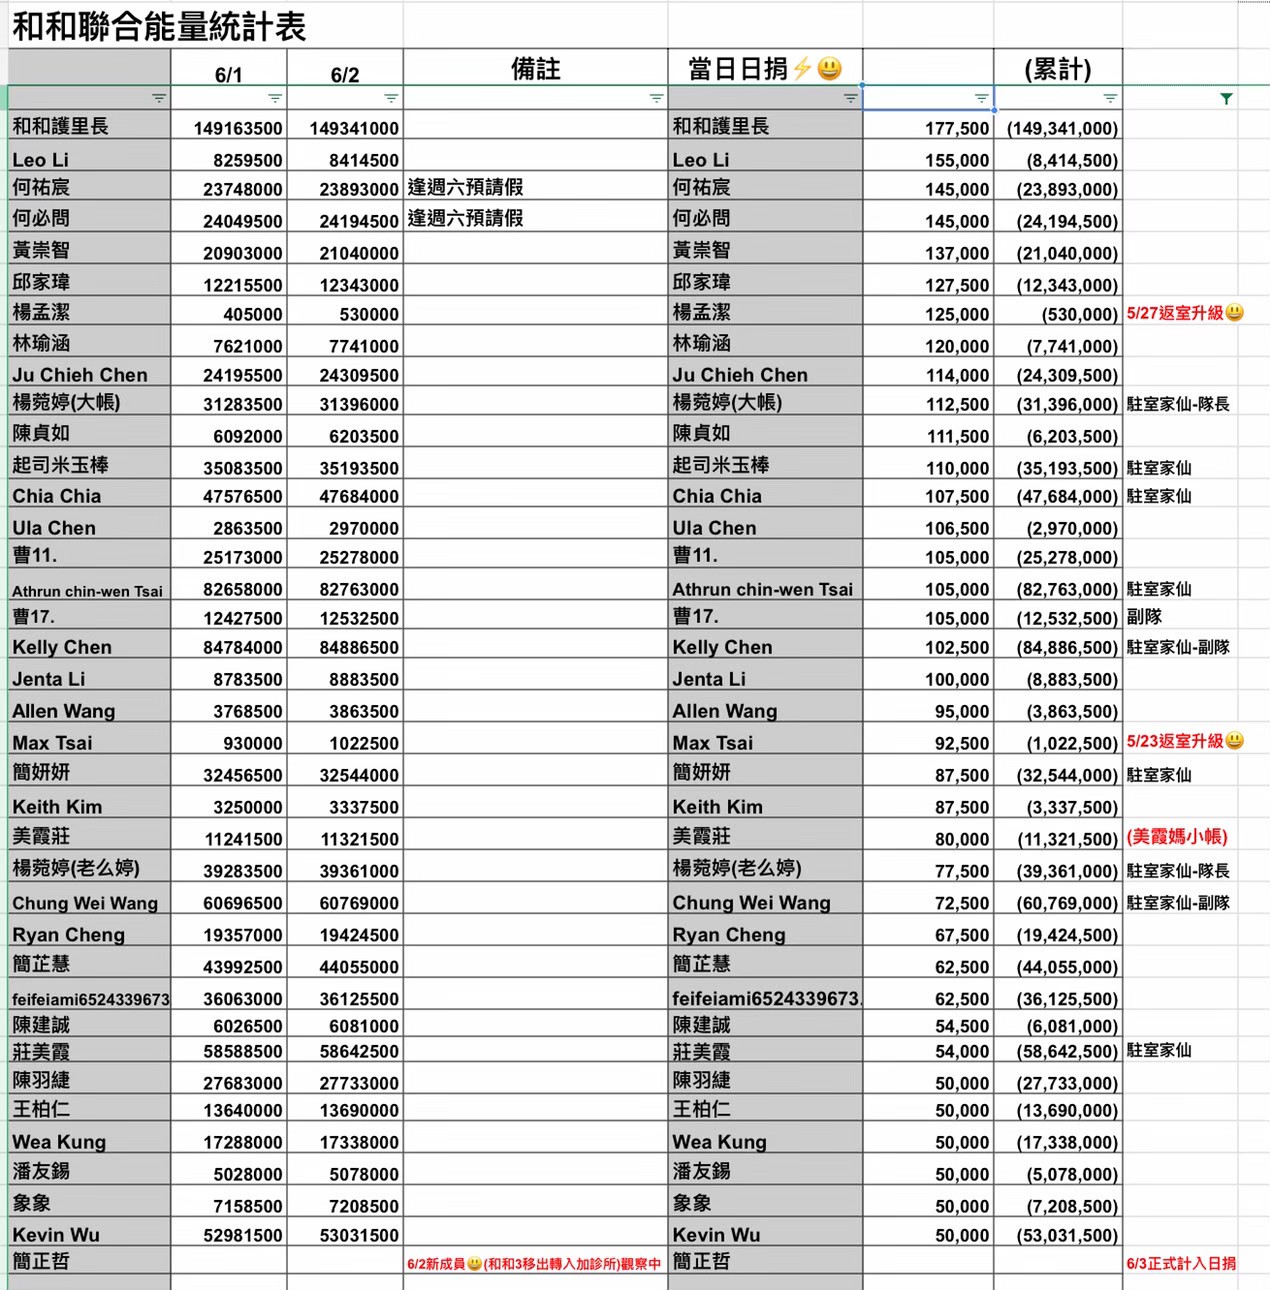 和和聯合能量統計表
6/1 6/2 備註 當日日捐⚡😃 (累計)
和和護里長 149163500 149341000 和和護里長 177,500 (149,341,000)
Leo Li 8259500 8414500 Leo Li 155,000 (8,414,500)
何祐宸 23748000 23893000 逢週六預請假 何祐宸 145,000 (23,893,000)
何必問 24049500 24194500 逢週六預請假 何必問 145,000 (24,194,500)
黃崇智 20903000 21040000 黃崇智 137,000 (21,040,000)
邱家瑋 12215500 12343000 邱家瑋 127,500 (12,343,000)
楊孟潔 405000 530000 楊孟潔 125,000 (530,000) 5/27返室升級😃
林瑜涵 7621000 7741000 林瑜涵 120,000 (7,741,000)
Ju Chieh Chen 24195500 24309500 Ju Chieh Chen 114,000 (24,309,500)
楊菀婷(大帳) 31283500 31396000 楊菀婷(大帳) 112,500 (31,396,000) 駐室家仙-隊長
陳貞如 6092000 6203500 陳貞如 111,500 (6,203,500)
起司米玉棒 35083500 35193500 起司米玉棒 110,000 (35,193,500) 駐室家仙
Chia Chia 47576500 47684000 Chia Chia 107,500 (47,684,000) 駐室家仙
Ula Chen 2863500 2970000 Ula Chen 106,500 (2,970,000)
曹11. 25173000 25278000 曹11. 105,000 (25,278,000)
Athrun chin-wen Tsai 82658000 82763000 Athrun chin-wen Tsai 105,000 (82,763,000) 駐室家仙
曹17. 12427500 12532500 曹17. 105,000 (12,532,500) 副隊
Kelly Chen 84784000 84886500 Kelly Chen 102,500 (84,886,500) 駐室家仙-副隊
Jenta Li 8783500 8883500 Jenta Li 100,000 (8,883,500)
Allen Wang 3768500 3863500 Allen Wang 95,000 (3,863,500)
Max Tsai 930000 1022500 Max Tsai 92,500 (1,022,500) 5/23返室升級😃
簡妍妍 32456500 32544000 簡妍妍 87,500 (32,544,000) 駐室家仙
Keith Kim 3250000 3337500 Keith Kim 87,500 (3,337,500)
美霞莊 11241500 11321500 美霞莊 80,000 (11,321,500) (美霞媽小帳)
楊菀婷(老么婷) 39283500 39361000 楊菀婷(老么婷) 77,500 (39,361,000) 駐室家仙-隊長
Chung Wei Wang 60696500 60769000 Chung Wei Wang 72,500 (60,769,000) 駐室家仙-副隊
Ryan Cheng 19357000 19424500 Ryan Cheng 67,500 (19,424,500)
簡芷慧 43992500 44055000 簡芷慧 62,500 (44,055,000)
feifeiami6524339673 36063000 36125500 feifeiami6524339673. 62,500 (36,125,500)
陳建誠 6026500 6081000 陳建誠 54,500 (6,081,000)
莊美霞 58588500 58642500 莊美霞 54,000 (58,642,500) 駐室家仙
陳羽緁 27683000 27733000 陳羽緁 50,000 (27,733,000)
王柏仁 13640000 13690000 王柏仁 50,000 (13,690,000)
Wea Kung 17288000 17338000 Wea Kung 50,000 (17,338,000)
潘友錫 5028000 5078000 潘友錫 50,000 (5,078,000)
象象 7158500 7208500 象象 50,000 (7,208,500)
Kevin Wu 52981500 53031500 Kevin Wu 50,000 (53,031,500)
簡正哲 6/2新成員😃(和和3移出轉入加診所)觀察中 簡正哲 6/3正式計入日捐